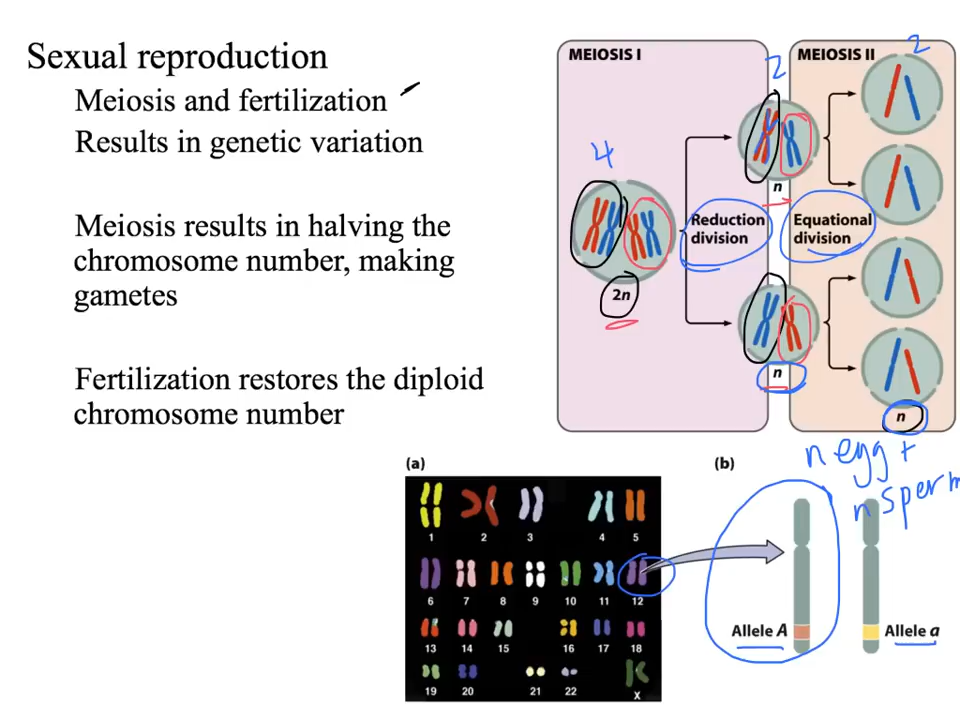 Sexual reproduction
Meiosis and fertilization
Results in genetic variation
Meiosis results in halving the
chromosome number, making
gametes
Fertilization restores the diploid
chromosome number
MEIOSIS I
MEIOSIS II
2
2
4
n
Reduction
division
Equational
division
2n
n
n
n egg +
n sperm
(a)
(b)
1
2
3
4
5
6
7
8
9
10
11
12
13
14
15
16
17
18
19
20
21
22
X
Allele A
Allele a